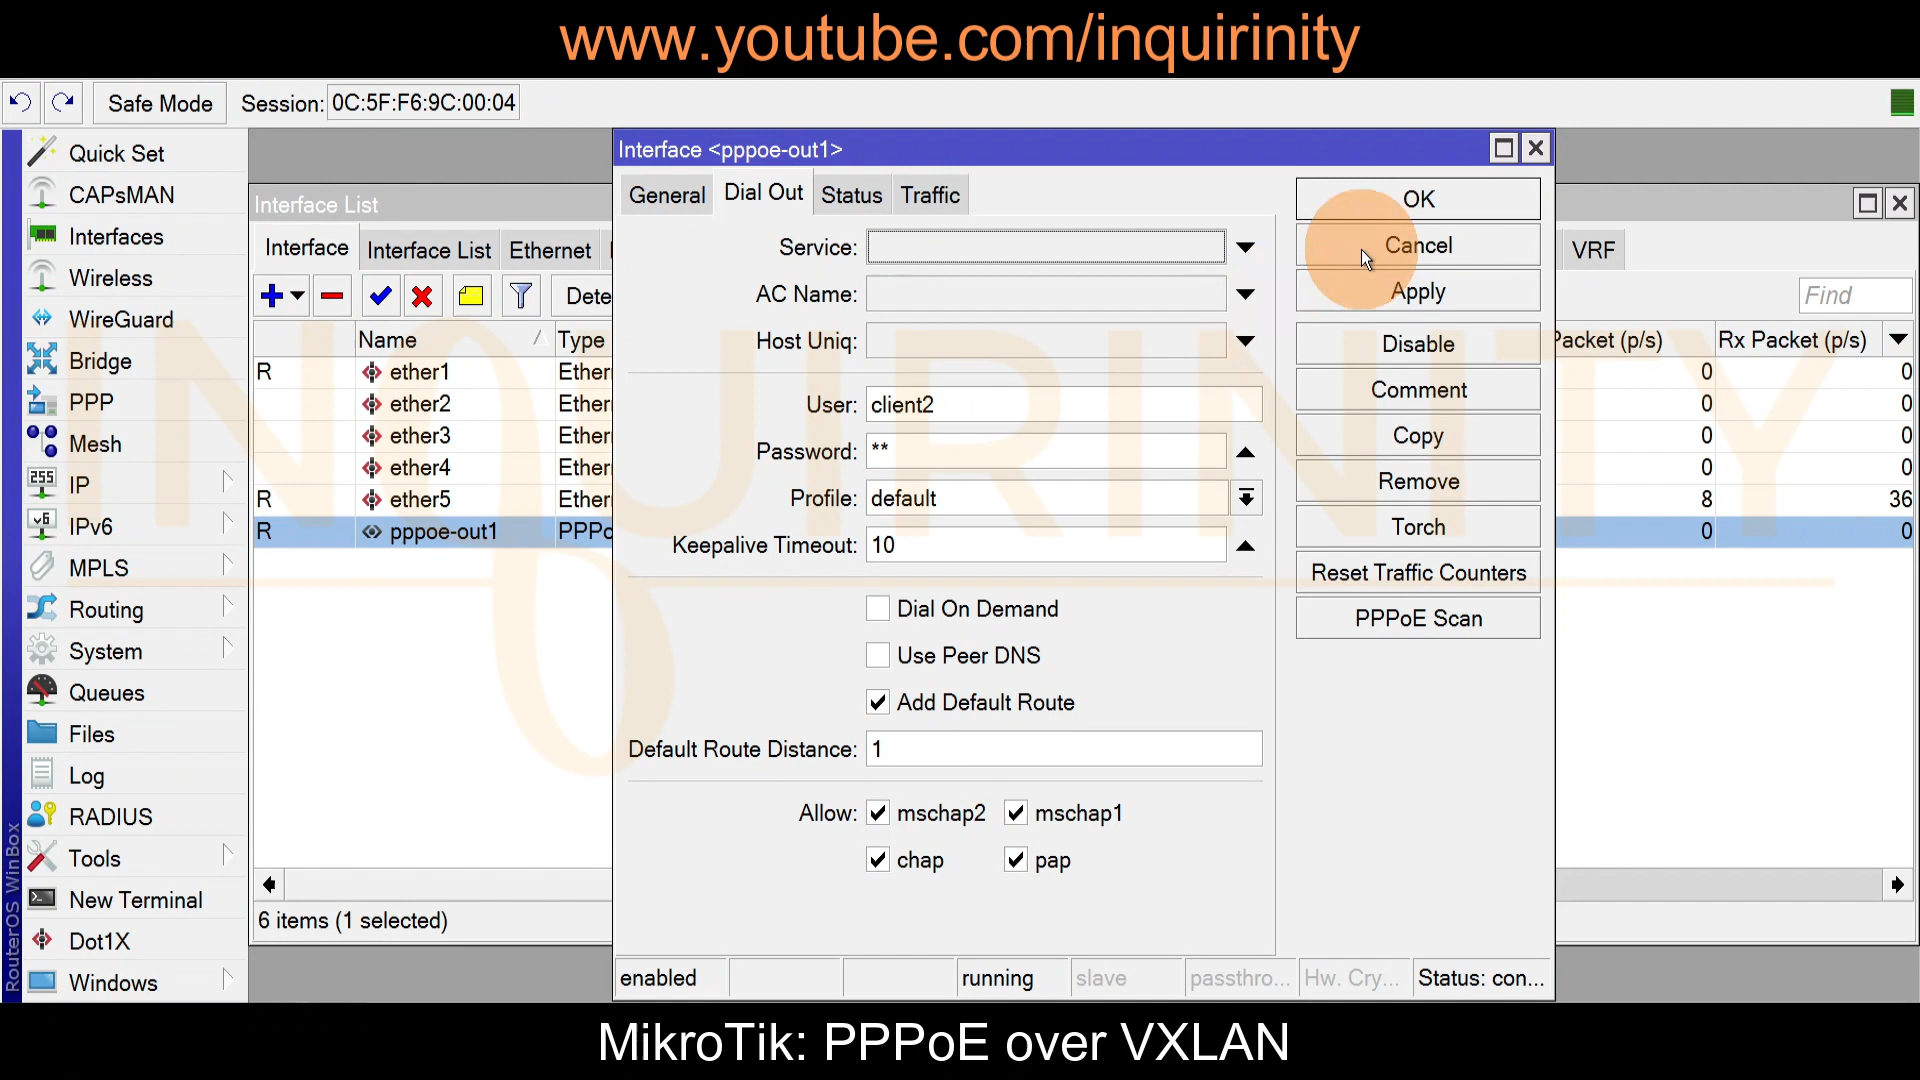 www.youtube.com/inquirinity
Safe Mode
Session: 0C:5F:F6:9C:00:04
Interface <pppoe-out1>
Quick Set
CAPsMAN
Interfaces
Wireless
WireGuard
Bridge
PPP
Mesh
255 IP
v6 IPv6
MPLS
Routing
System
Queues
Files
Log
RADIUS
Tools
New Terminal
Dot1X
Windows
RouterOS WinBox
Interface List
Interface Interface List Ethernet
Dete
Name Type
R ether1 Ether
ether2 Ether
ether3 Ether
ether4 Ether
R ether5 Ether
R pppoe-out1 PPPo
6 items (1 selected)
General Dial Out Status Traffic
Service:
AC Name:
Host Uniq:
User: client2
Password: **
Profile: default
Keepalive Timeout: 10
Dial On Demand
Use Peer DNS
Add Default Route
Default Route Distance: 1
Allow: mschap2 mschap1
chap pap
enabled running slave passthro... Hw. Cry... Status: con...
OK
Cancel
Apply
Disable
Comment
Copy
Remove
Torch
Reset Traffic Counters
PPPoE Scan
VRF
Find
Packet (p/s) Rx Packet (p/s)
0 0
0 0
0 0
0 0
8 36
0 0
INQUIRINITY
MikroTik: PPPoE over VXLAN